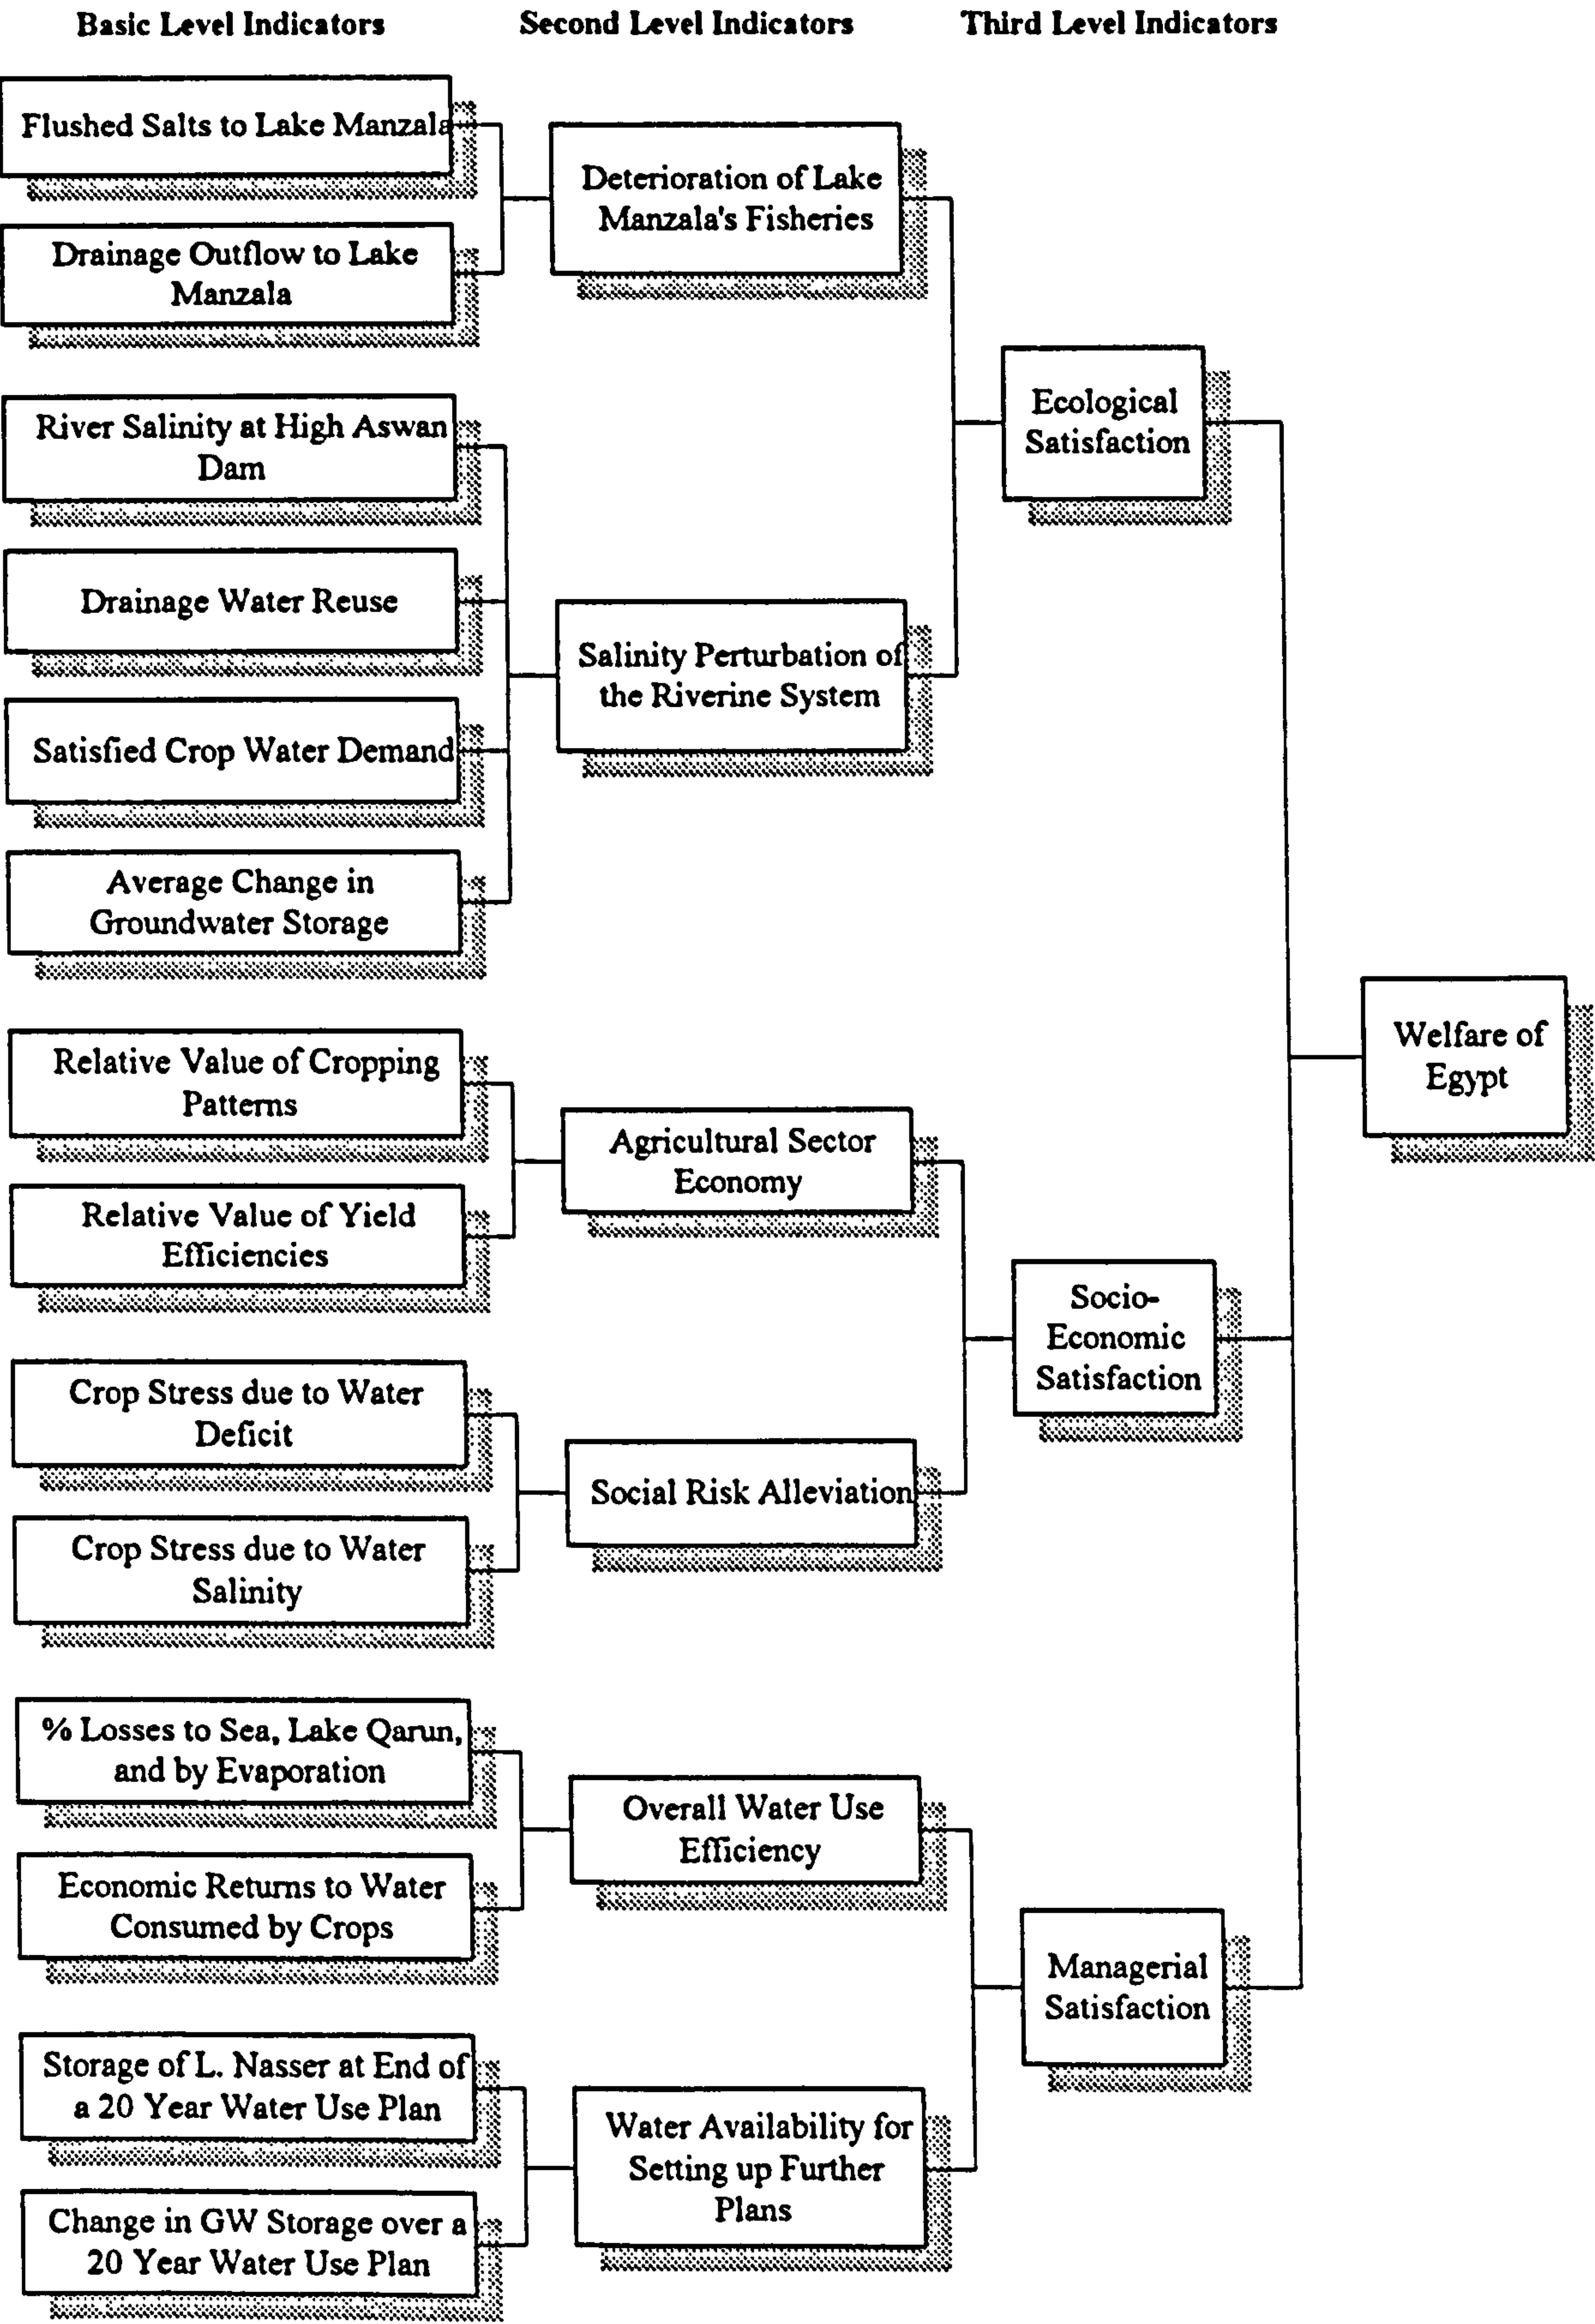 Basic Level Indicators
Second Level Indicators
Third Level Indicators
Flushed Salts to Lake Manzala
Drainage Outflow to Lake
Manzala
Deterioration of Lake
Manzala's Fisheries
River Salinity at High Aswan
Dam
Drainage Water Reuse
Satisfied Crop Water Demand
Average Change in
Groundwater Storage
Salinity Perturbation of
the Riverine System
Ecological
Satisfaction
Relative Value of Cropping
Patterns
Relative Value of Yield
Efficiencies
Agricultural Sector
Economy
Crop Stress due to Water
Deficit
Crop Stress due to Water
Salinity
Social Risk Alleviation
Socio-
Economic
Satisfaction
% Losses to Sea, Lake Qarun,
and by Evaporation
Economic Returns to Water
Consumed by Crops
Overall Water Use
Efficiency
Storage of L. Nasser at End of
a 20 Year Water Use Plan
Change in GW Storage over a
20 Year Water Use Plan
Water Availability for
Setting up Further
Plans
Managerial
Satisfaction
Welfare of
Egypt